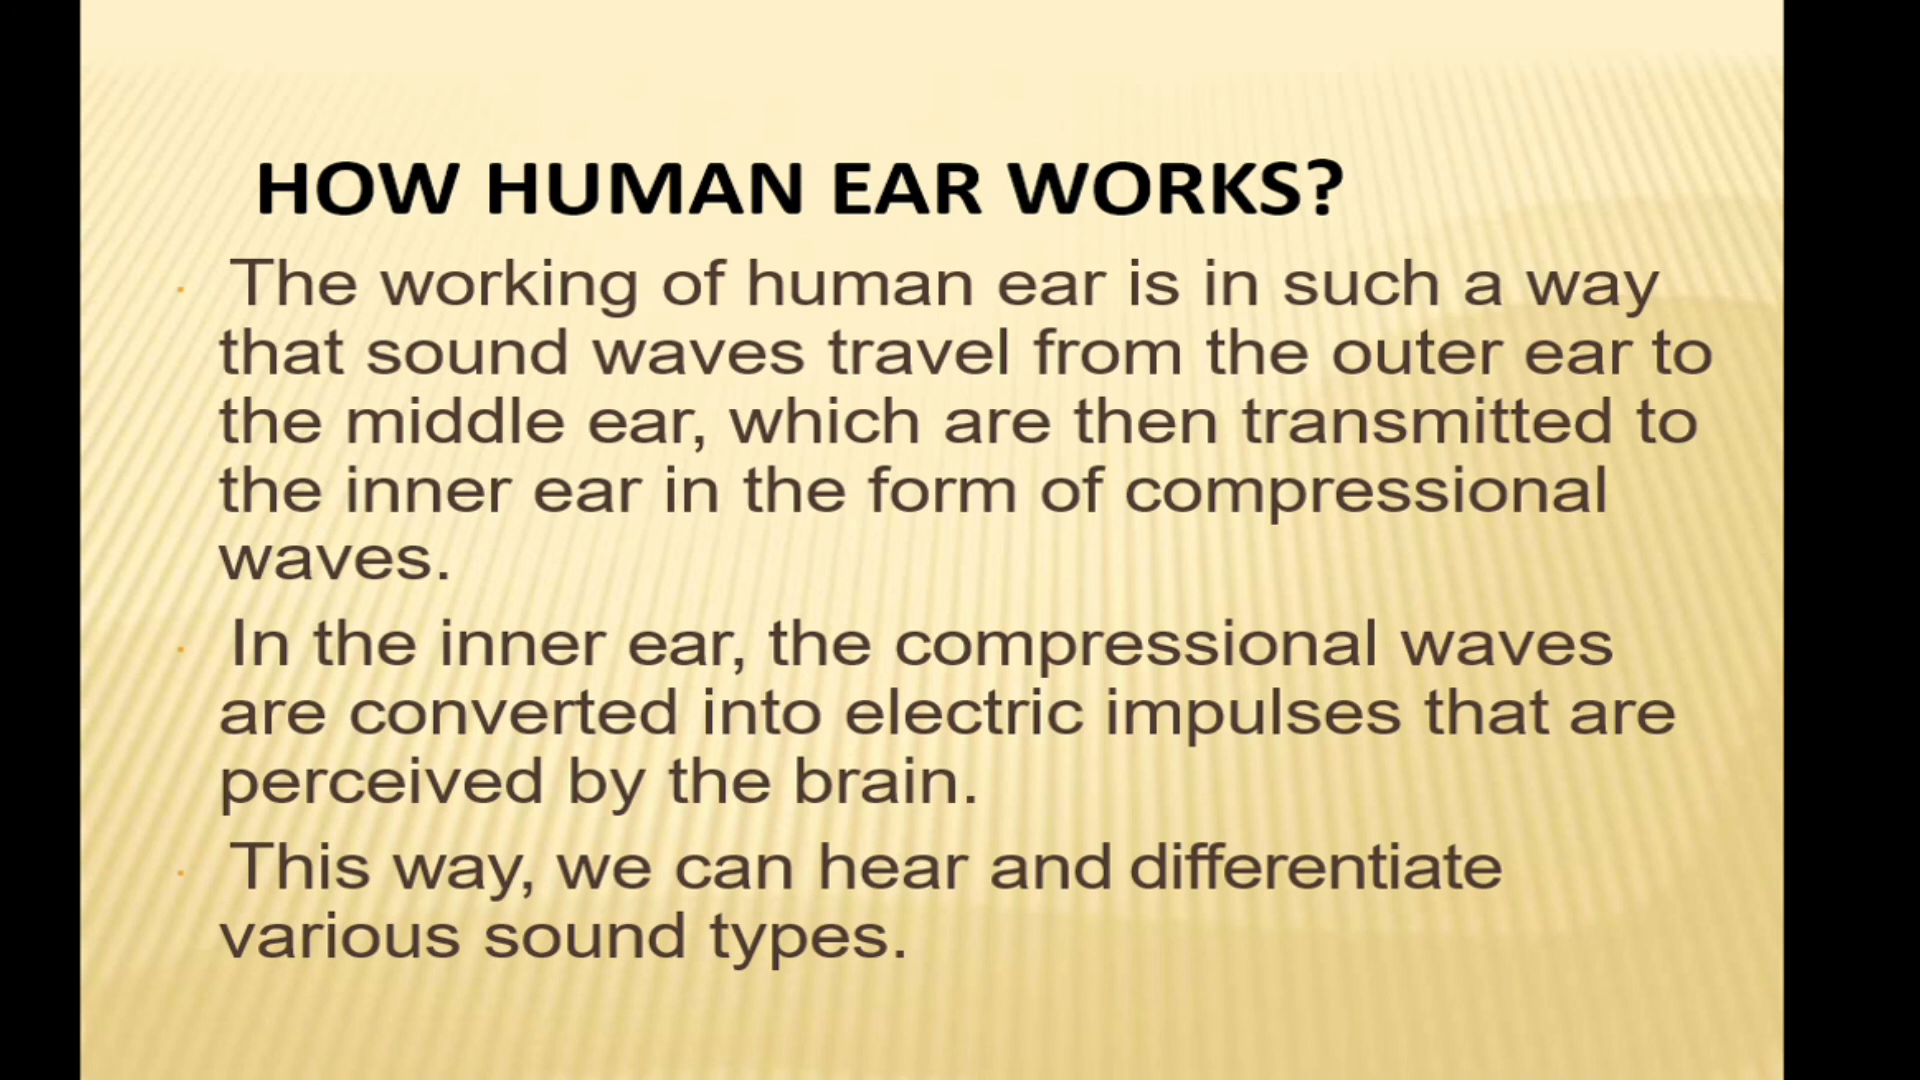 HOW HUMAN EAR WORKS?
The working of human ear is in such a way
that sound waves travel from the outer ear to
the middle ear, which are then transmitted to
the inner ear in the form of compressional
waves.
In the inner ear, the compressional waves
are converted into electric impulses that are
perceived by the brain.
This way, we can hear and differentiate
various sound types.